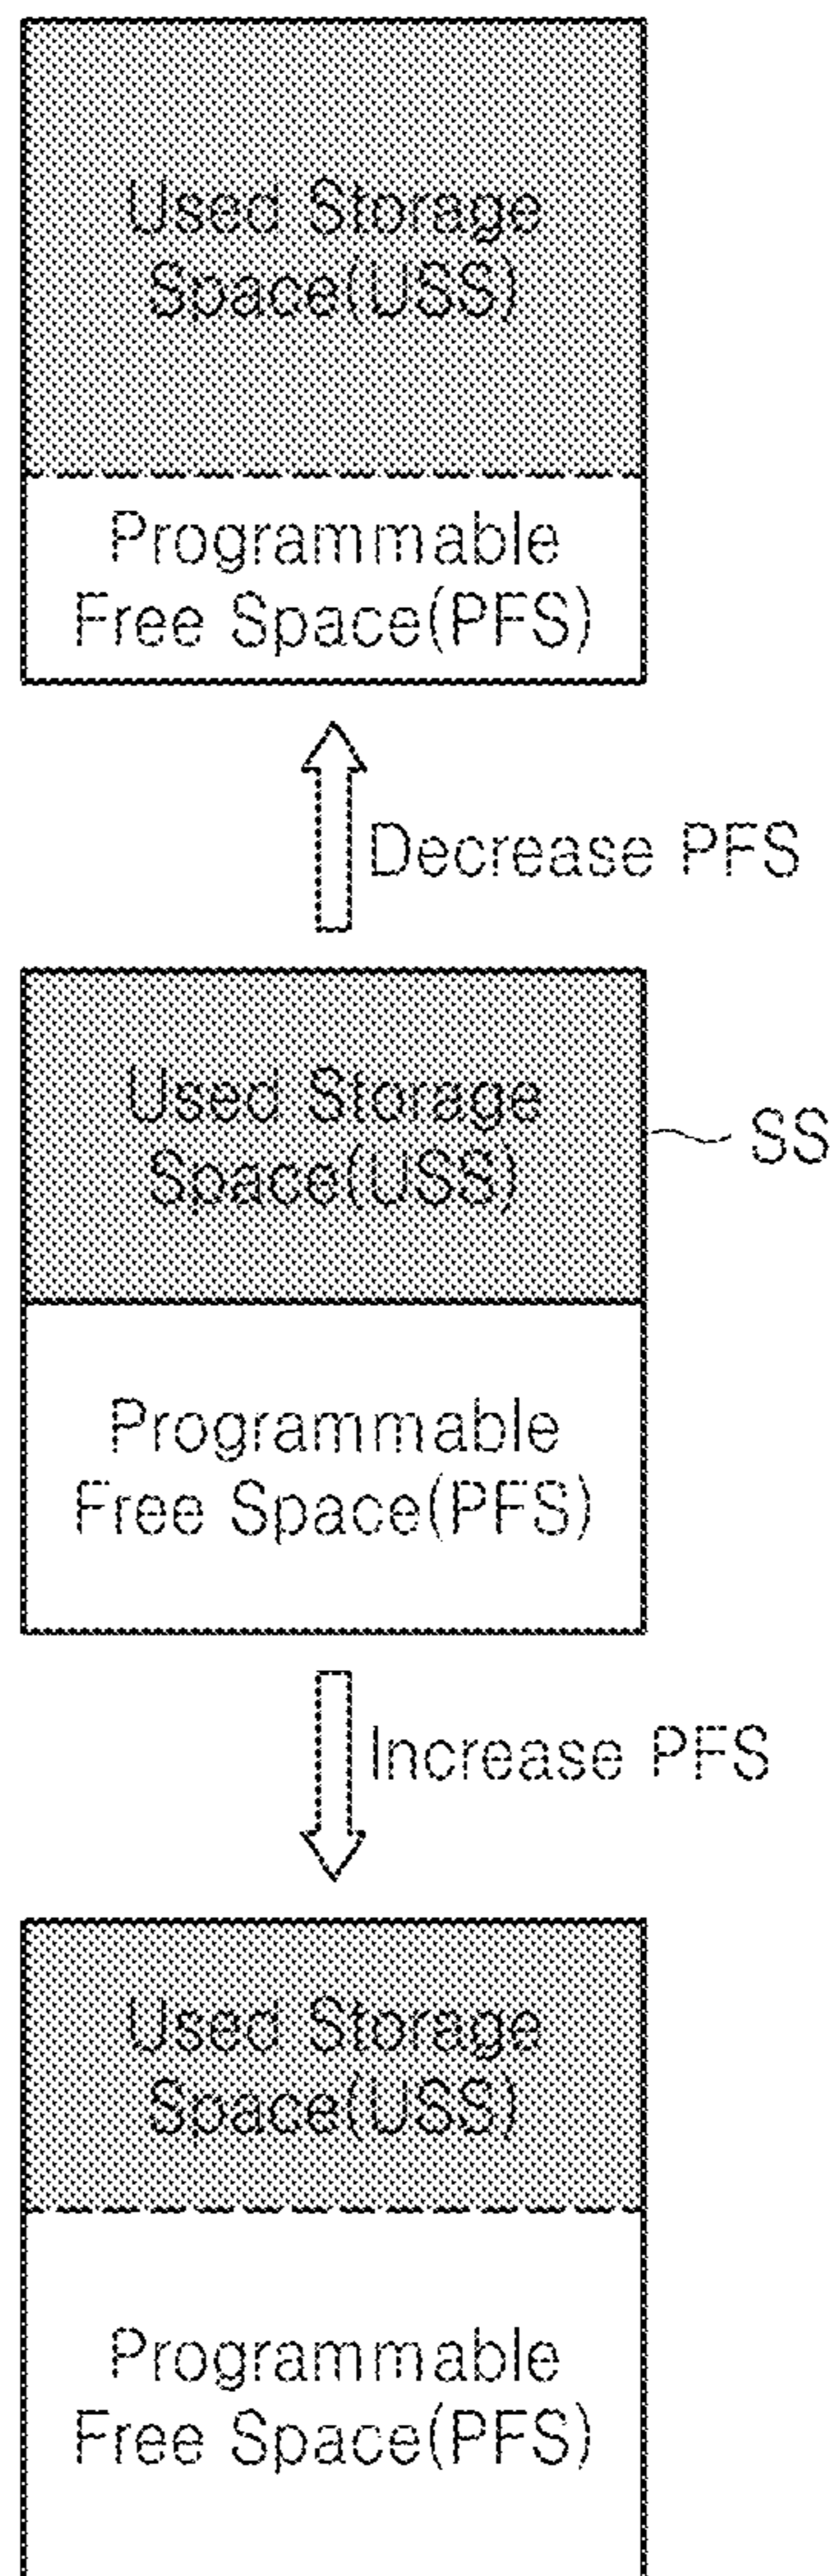 Used Storage
Space(USS)
Programmable
Free Space(PFS)
Decrease PFS
Used Storage
Space(USS)
SS
Programmable
Free Space(PFS)
Increase PFS
Used Storage
Space(USS)
Programmable
Free Space(PFS)